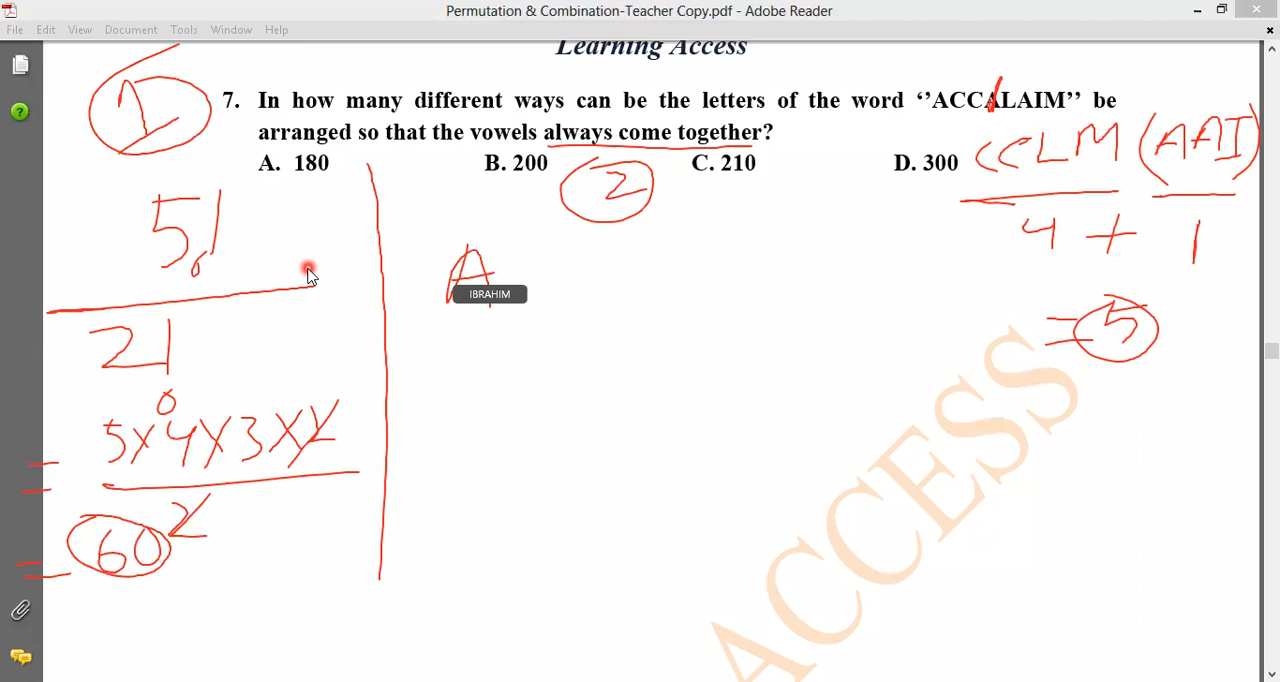 Permutation & Combination-Teacher Copy.pdf - Adobe Reader
File Edit View Document Tools Window Help
Learning Access
1
7. In how many different ways can be the letters of the word ‘’ACCALAIM’’ be
arranged so that the vowels always come together?
A. 180 B. 200 C. 210 D. 300
2
CCLM (AAI)
4 + 1
= 5
5!
2!
5x4x3x2
2
= 60
A
IBRAHIM
ACCESS